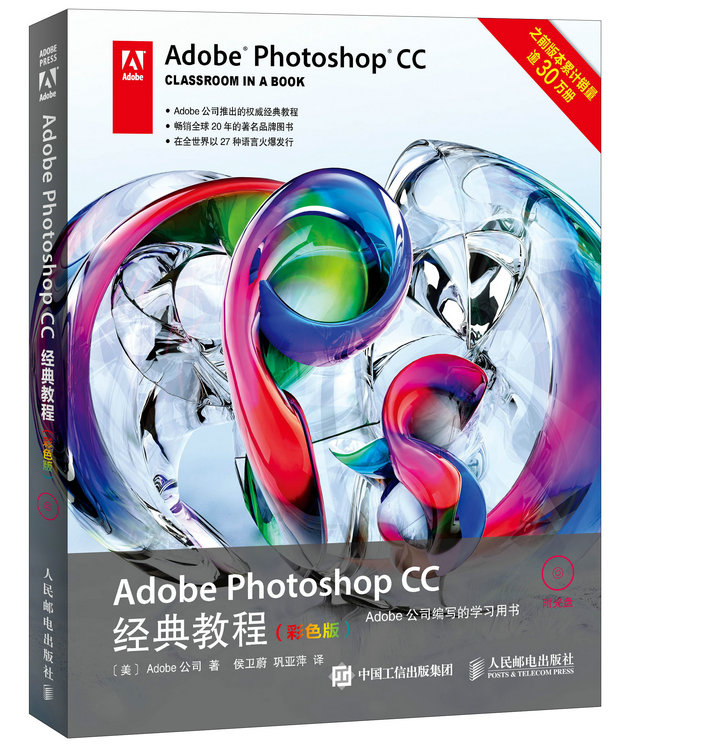 ADOBE
PRESS
Adobe
Adobe Photoshop CC 经典教程 (彩色版)
人民邮电出版社
Adobe
Adobe® Photoshop® CC
CLASSROOM IN A BOOK
• Adobe 公司推出的权威经典教程
• 畅销全球 20 年的著名品牌图书
• 在全世界以 27 种语言火爆发行
之前版本累计销量
逾30万册
Adobe Photoshop CC
经典教程(彩色版)
Adobe 公司编写的学习用书
附光盘
[美] Adobe 公司 著 侯卫蔚 巩亚萍 译
中国工信出版集团
人民邮电出版社
POSTS & TELECOM PRESS